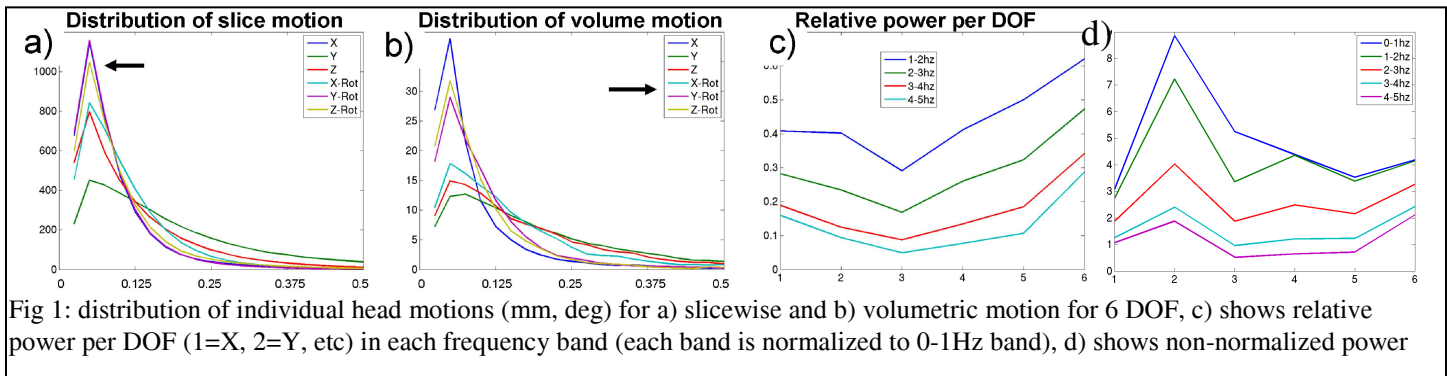 Distribution of slice motion
Distribution of volume motion
Relative power per DOF
a)
b)
c)
d)
X
Y
Z
X-Rot
Y-Rot
Z-Rot
1000
800
600
400
200
0
0
0.125
0.25
0.375
0.5
X
Y
Z
X-Rot
Y-Rot
Z-Rot
30
25
20
15
10
5
0
0
0.125
0.25
0.375
0.5
1-2hz
2-3hz
3-4hz
4-5hz
0.6
0.5
0.4
0.3
0.2
0.1
0
1
2
3
4
5
6
0-1hz
1-2hz
2-3hz
3-4hz
4-5hz
9
8
7
6
5
4
3
2
1
0
1
2
3
4
5
6
Fig 1: distribution of individual head motions (mm, deg) for a) slicewise and b) volumetric motion for 6 DOF, c) shows relative
power per DOF (1=X, 2=Y, etc) in each frequency band (each band is normalized to 0-1Hz band), d) shows non-normalized power